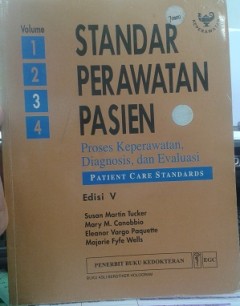 Volume
1
2
3
4
STANDAR
PERAWATAN
PASIEN
Proses Keperawatan,
Diagnosis, dan Evaluasi
PATIENT CARE STANDARDS
Edisi V
Susan Martin Tucker
Mary M. Canobbio
Eleanor Vargo Paquette
Majorie Fyfe Wells
PENERBIT BUKU KEDOKTERAN
EGC